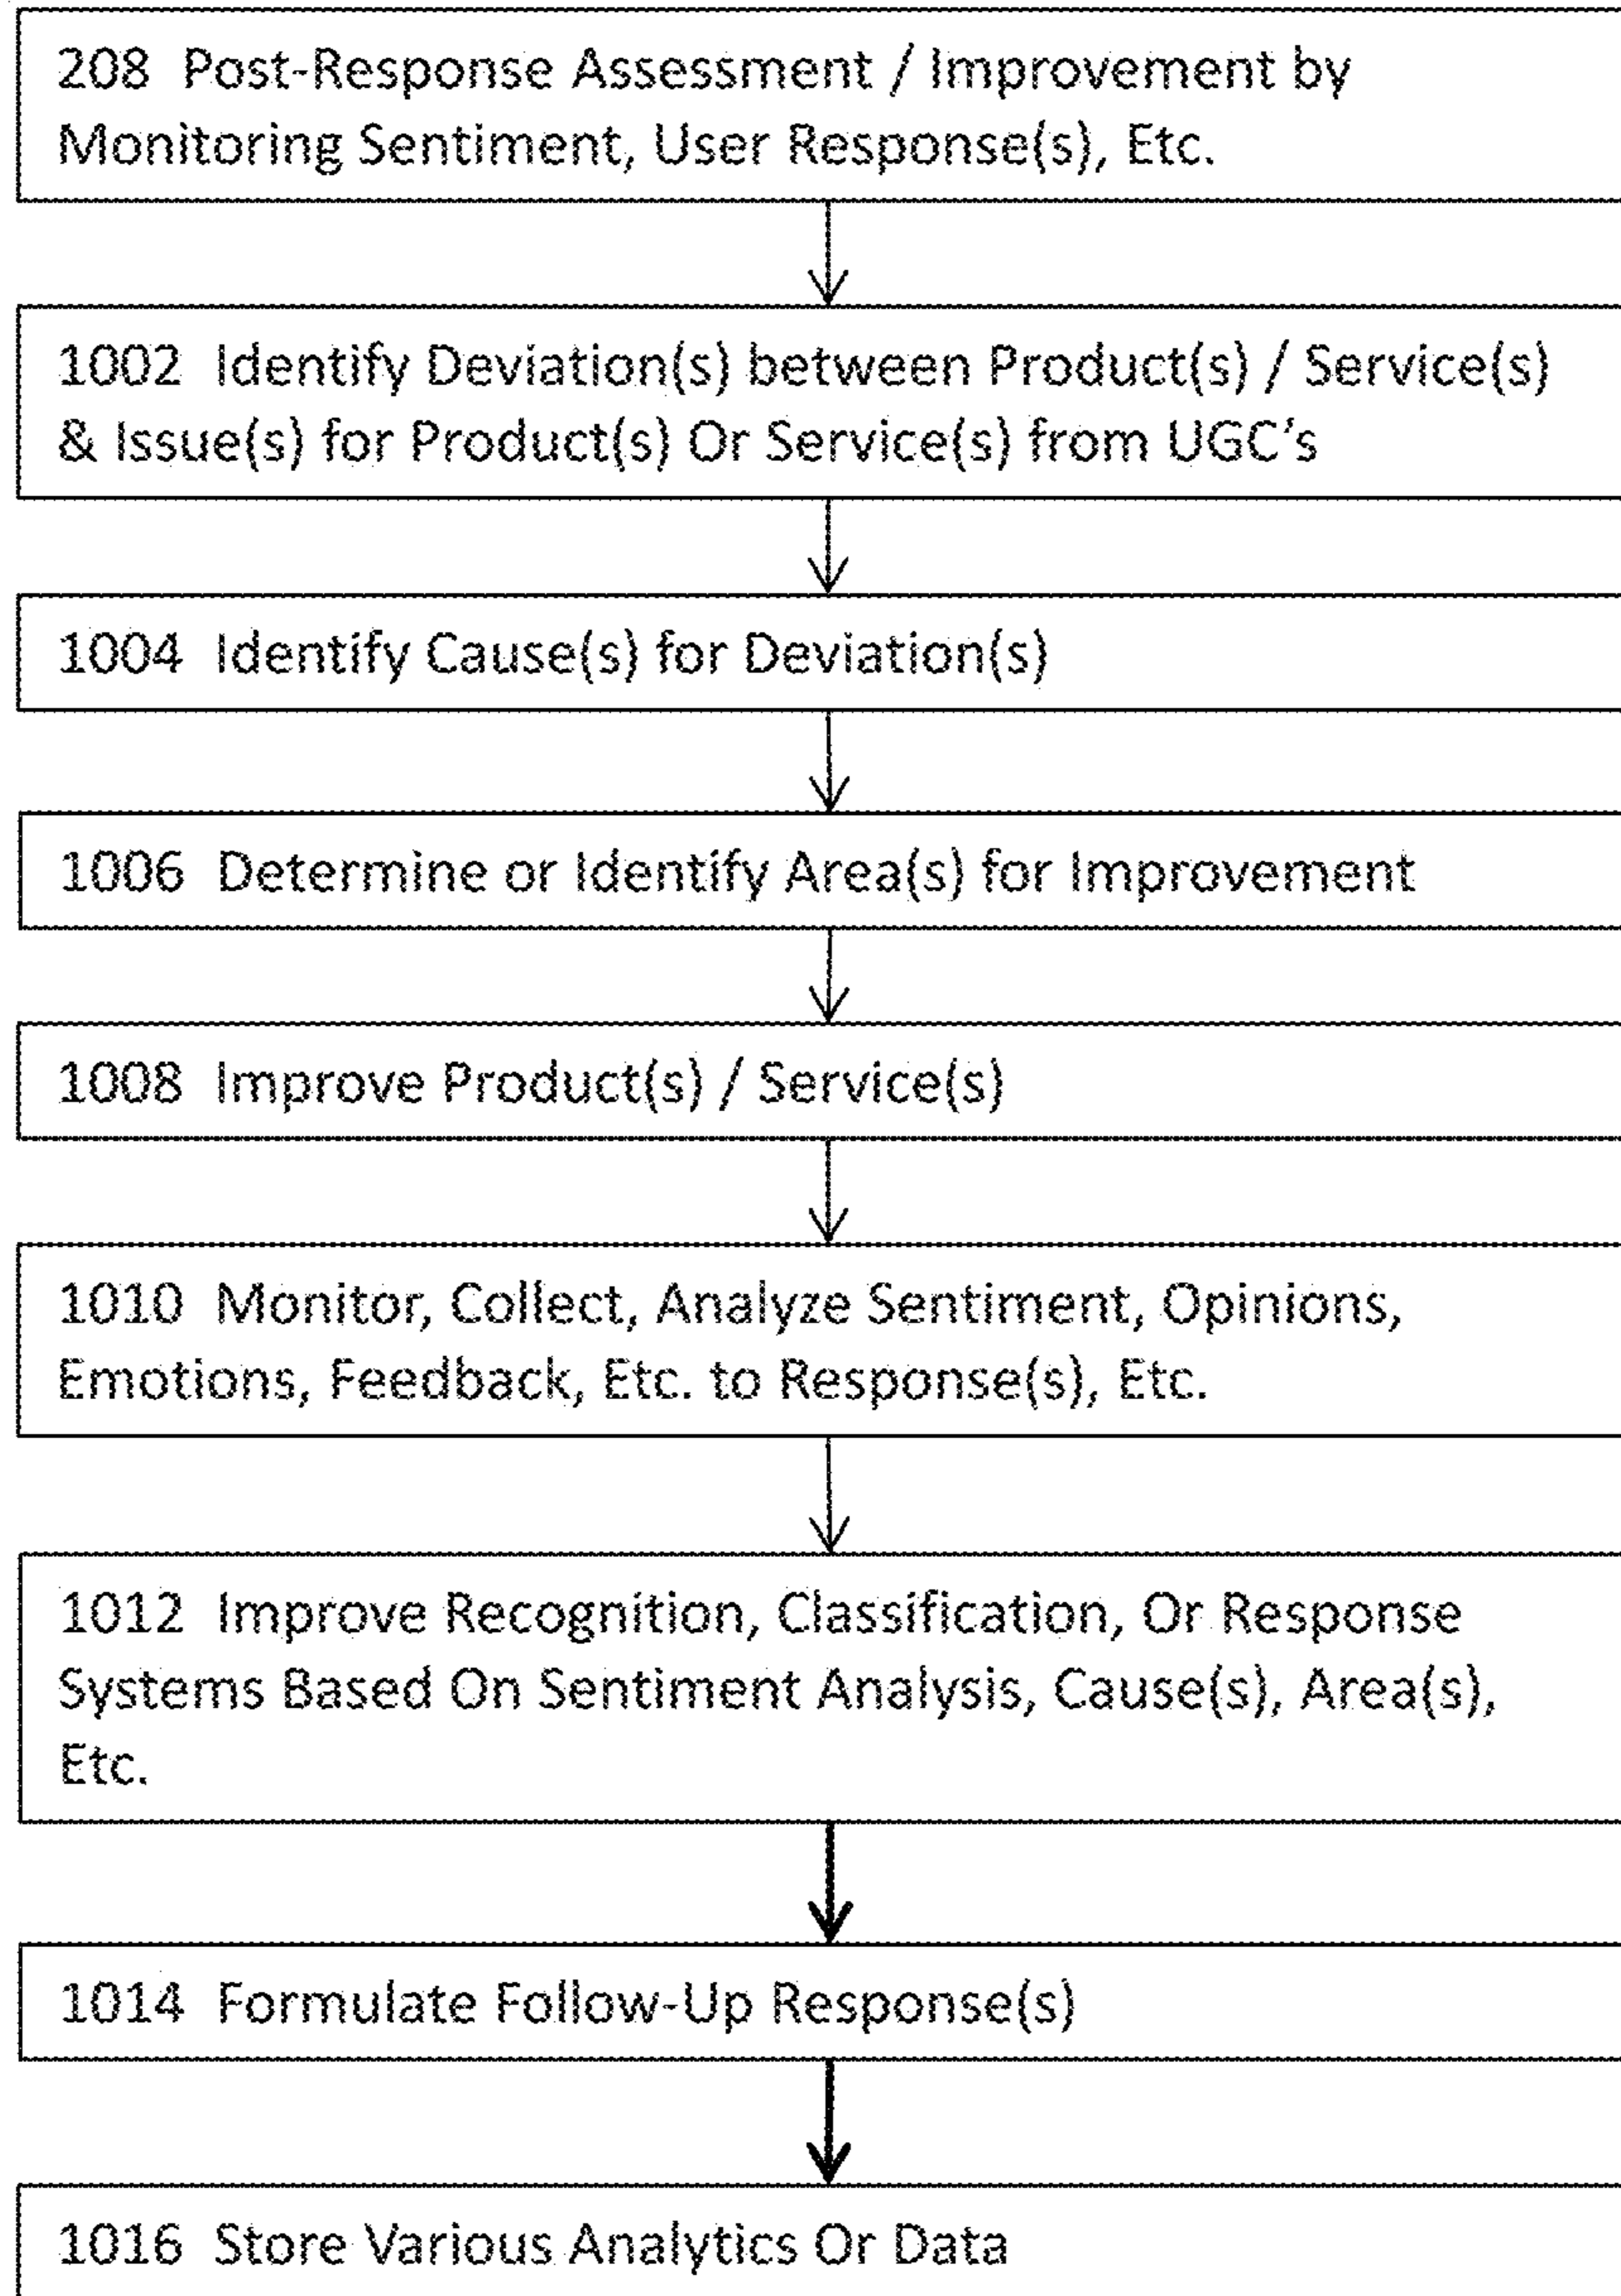 208 Post-Response Assessment / Improvement by
Monitoring Sentiment, User Response(s), Etc.
1002 Identify Deviation(s) between Product(s) / Service(s)
& Issue(s) for Product(s) Or Service(s) from UGC's
1004 Identify Cause(s) for Deviation(s)
1006 Determine or Identify Area(s) for Improvement
1008 Improve Product(s) / Service(s)
1010 Monitor, Collect, Analyze Sentiment, Opinions,
Emotions, Feedback, Etc. to Response(s), Etc.
1012 Improve Recognition, Classification, Or Response
Systems Based On Sentiment Analysis, Cause(s), Area(s),
Etc.
1014 Formulate Follow-Up Response(s)
1016 Store Various Analytics Or Data